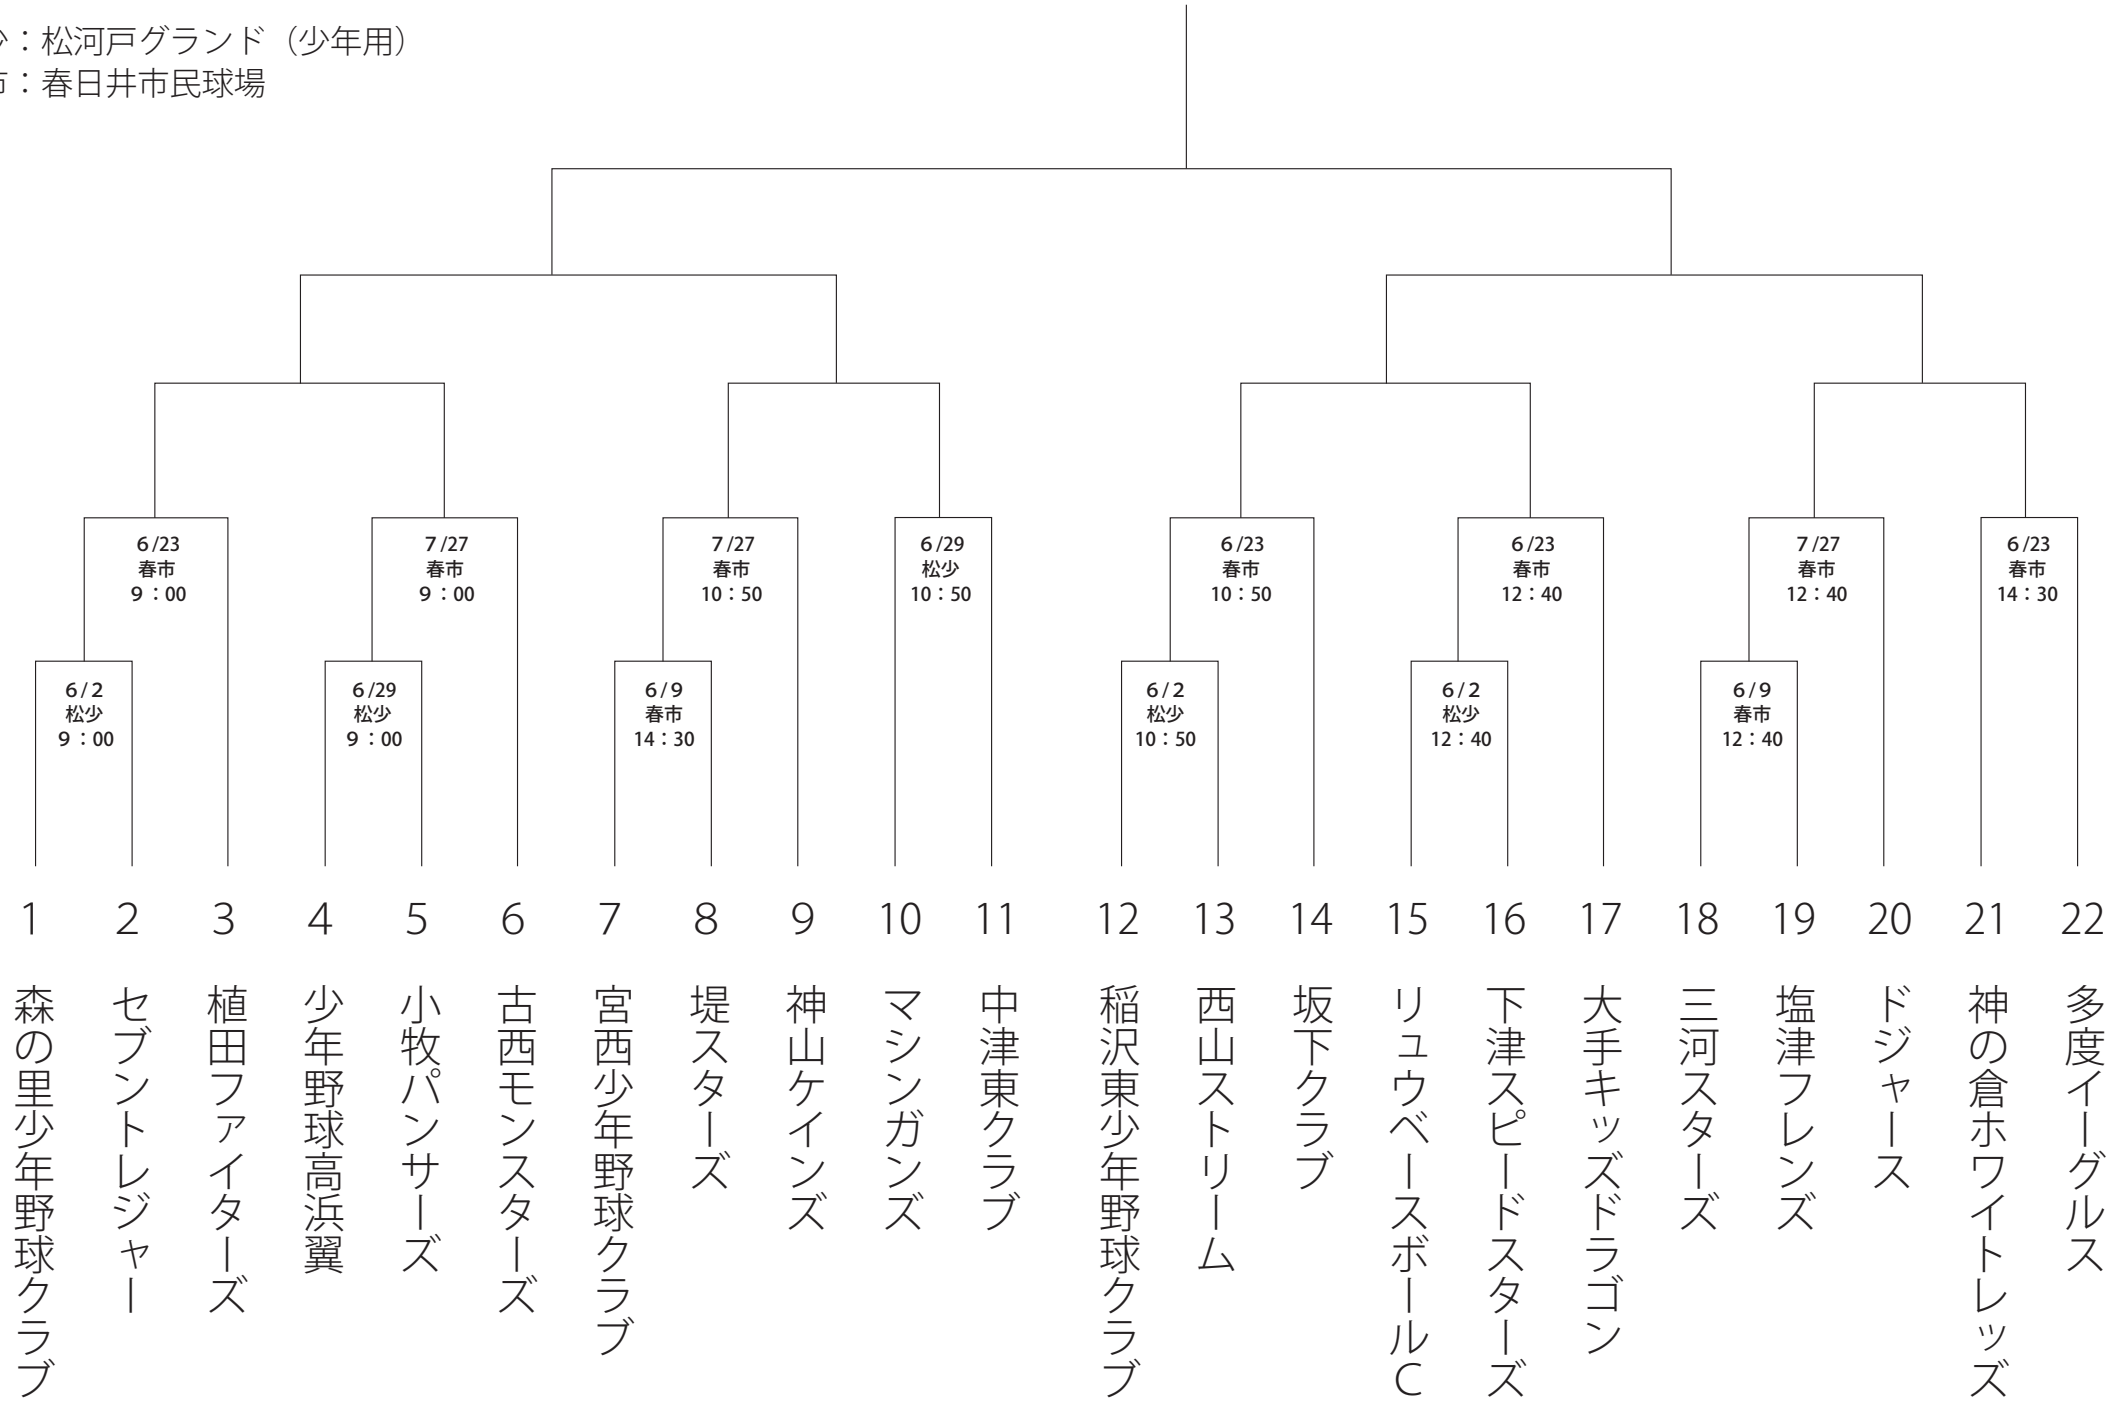 ：松河戸グランド（少年用）
：春日井市民球場
6/23
春市
9：00
7/27
春市
9：00
7/27
春市
10：50
6/29
松少
10：50
6/23
春市
10：50
6/23
春市
12：40
7/27
春市
12：40
6/23
春市
14：30
6/2
松少
9：00
6/29
松少
9：00
6/9
春市
14：30
6/2
松少
10：50
6/2
松少
12：40
6/9
春市
12：40
1
2
3
4
5
6
7
8
9
10
11
12
13
14
15
16
17
18
19
20
21
22
森の里少年野球クラブ
セブントレジャー
植田ファイターズ
少年野球高浜翼
小牧パンサーズ
古西モンスターズ
宮西少年野球クラブ
堤スターズ
神山ケインズ
マシンガンズ
中津東クラブ
稲沢東少年野球クラブ
西山ストリーム
坂下クラブ
リュウベースボールC
下津スピードスターズ
大手キッズドラゴン
三河スターズ
塩津フレンズ
ドジャース
神の倉ホワイトレッズ
多度イーグルス